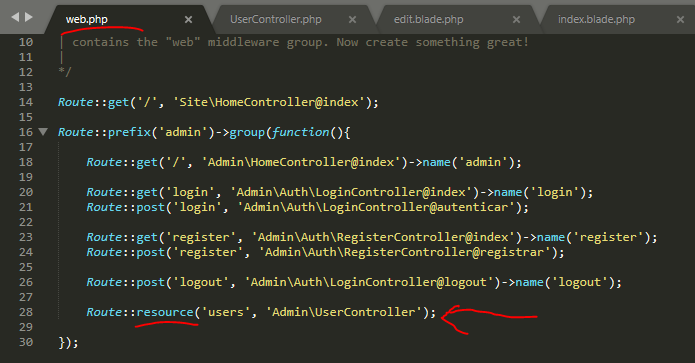 web.php UserController.php edit.blade.php index.blade.php
10 | contains the "web" middleware group. Now create something great!
11 |
12 */
13
14 Route::get('/', 'Site\HomeController@index');
15
16 Route::prefix('admin')->group(function(){
17
18 Route::get('/', 'Admin\HomeController@index')->name('admin');
19
20 Route::get('login', 'Admin\Auth\LoginController@index')->name('login');
21 Route::post('login', 'Admin\Auth\LoginController@autenticar');
22
23 Route::get('register', 'Admin\Auth\RegisterController@index')->name('register');
24 Route::post('register', 'Admin\Auth\RegisterController@registrar');
25
26 Route::post('logout', 'Admin\Auth\LoginController@logout')->name('logout');
27
28 Route::resource('users', 'Admin\UserController');
29
30 });